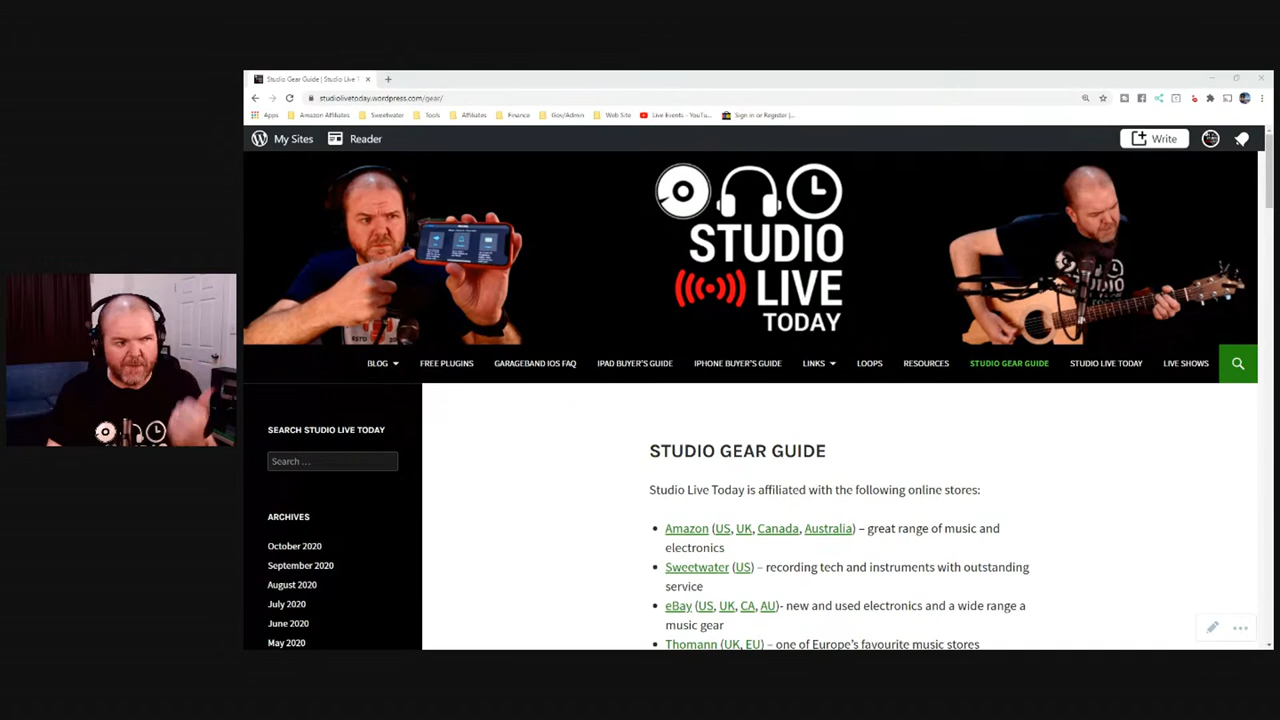 Studio Gear Guide | Studio Live T
studiolivetoday.wordpress.com/gear/
Apps Amazon Affiliates Sweetwater Tools Affiliates Finance Gov/Admin Web Site Live Events - YouTu... Sign in or Register |...
My Sites Reader Write
STUDIO
LIVE
TODAY
BLOG FREE PLUGINS GARAGEBAND IOS FAQ IPAD BUYER'S GUIDE IPHONE BUYER'S GUIDE LINKS LOOPS RESOURCES STUDIO GEAR GUIDE STUDIO LIVE TODAY LIVE SHOWS
SEARCH STUDIO LIVE TODAY
Search …
ARCHIVES
October 2020
September 2020
August 2020
July 2020
June 2020
May 2020
STUDIO GEAR GUIDE
Studio Live Today is affiliated with the following online stores:
• Amazon (US, UK, Canada, Australia) – great range of music and
electronics
• Sweetwater (US) – recording tech and instruments with outstanding
service
• eBay (US, UK, CA, AU)- new and used electronics and a wide range a
music gear
• Thomann (UK, EU) – one of Europe's favourite music stores